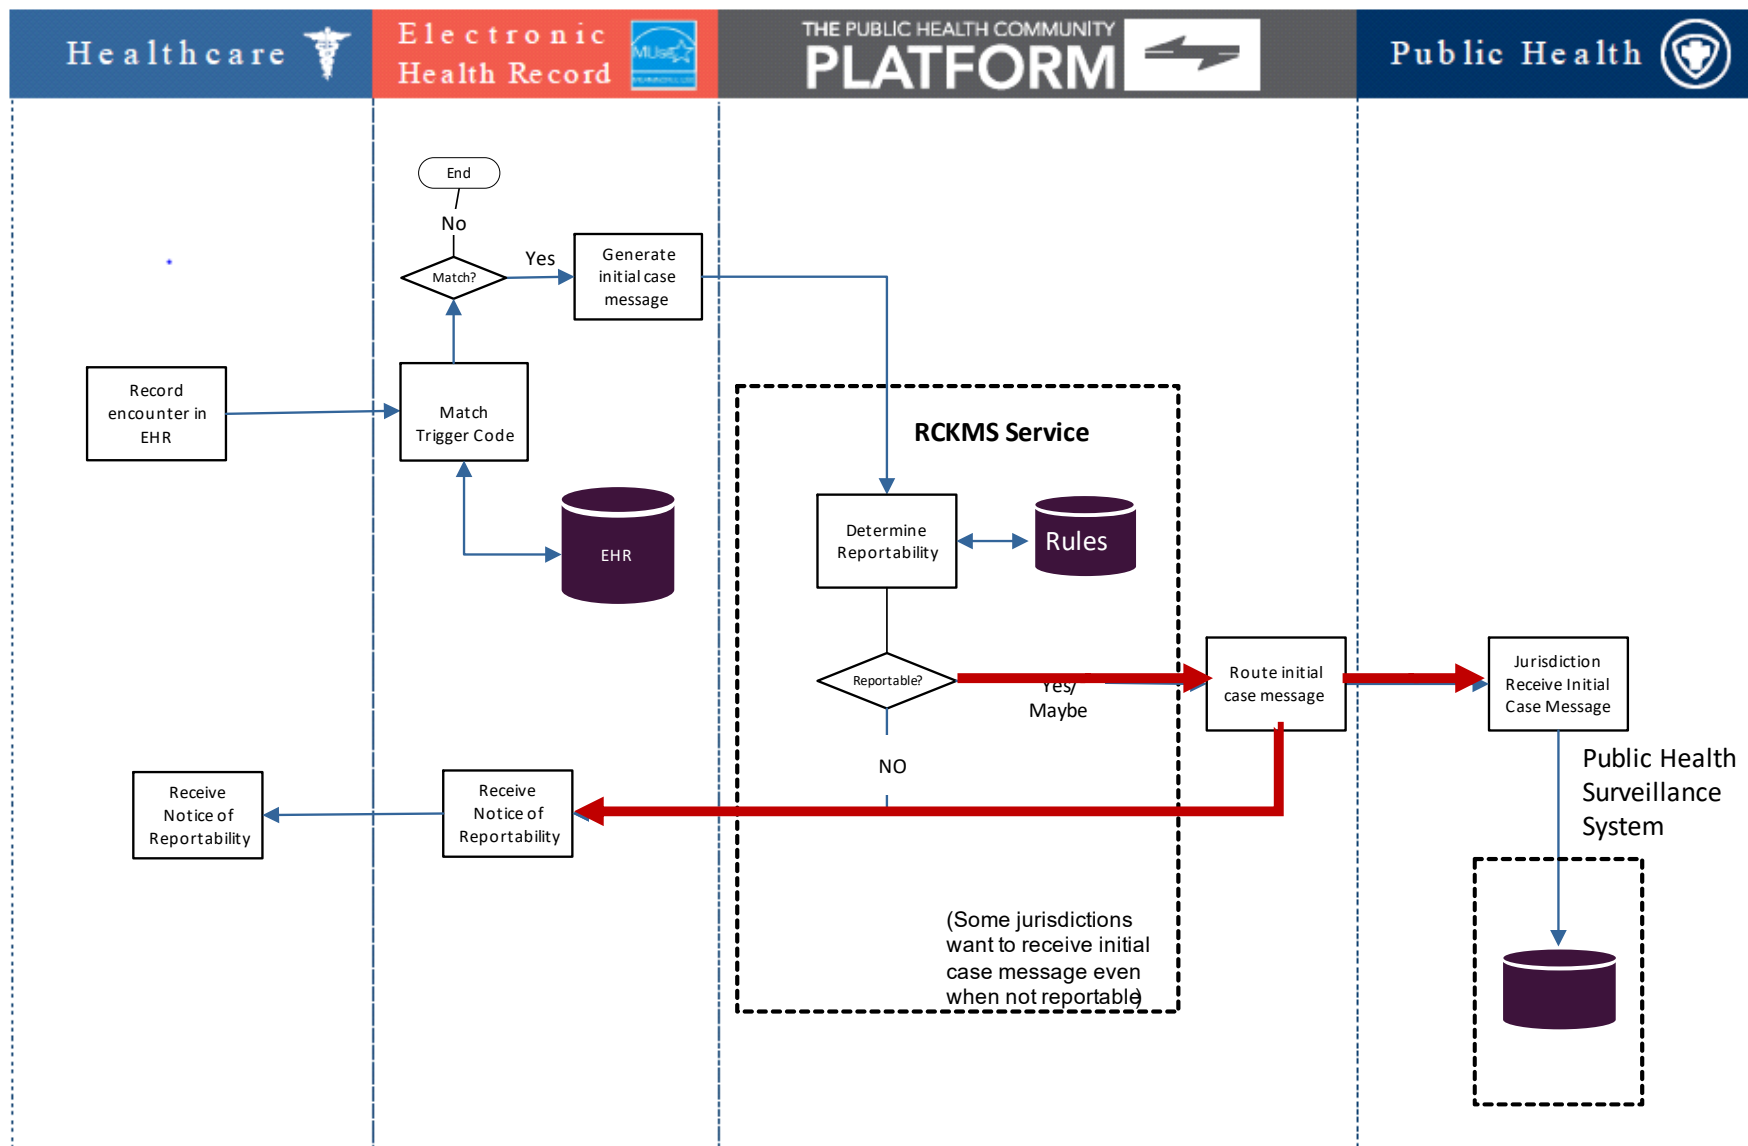 Healthcare
Electronic
Health Record
MUse
THE PUBLIC HEALTH COMMUNITY
PLATFORM
Public Health
End
No
Match?
Yes
Generate
initial case
message
Record
encounter in
EHR
Match
Trigger Code
EHR
RCKMS Service
Determine
Reportability
Rules
Reportable?
Yes/
Maybe
NO
Route initial
case message
Jurisdiction
Receive Initial
Case Message
Public Health
Surveillance
System
Receive
Notice of
Reportability
Receive
Notice of
Reportability
(Some jurisdictions
want to receive initial
case message even
when not reportable)